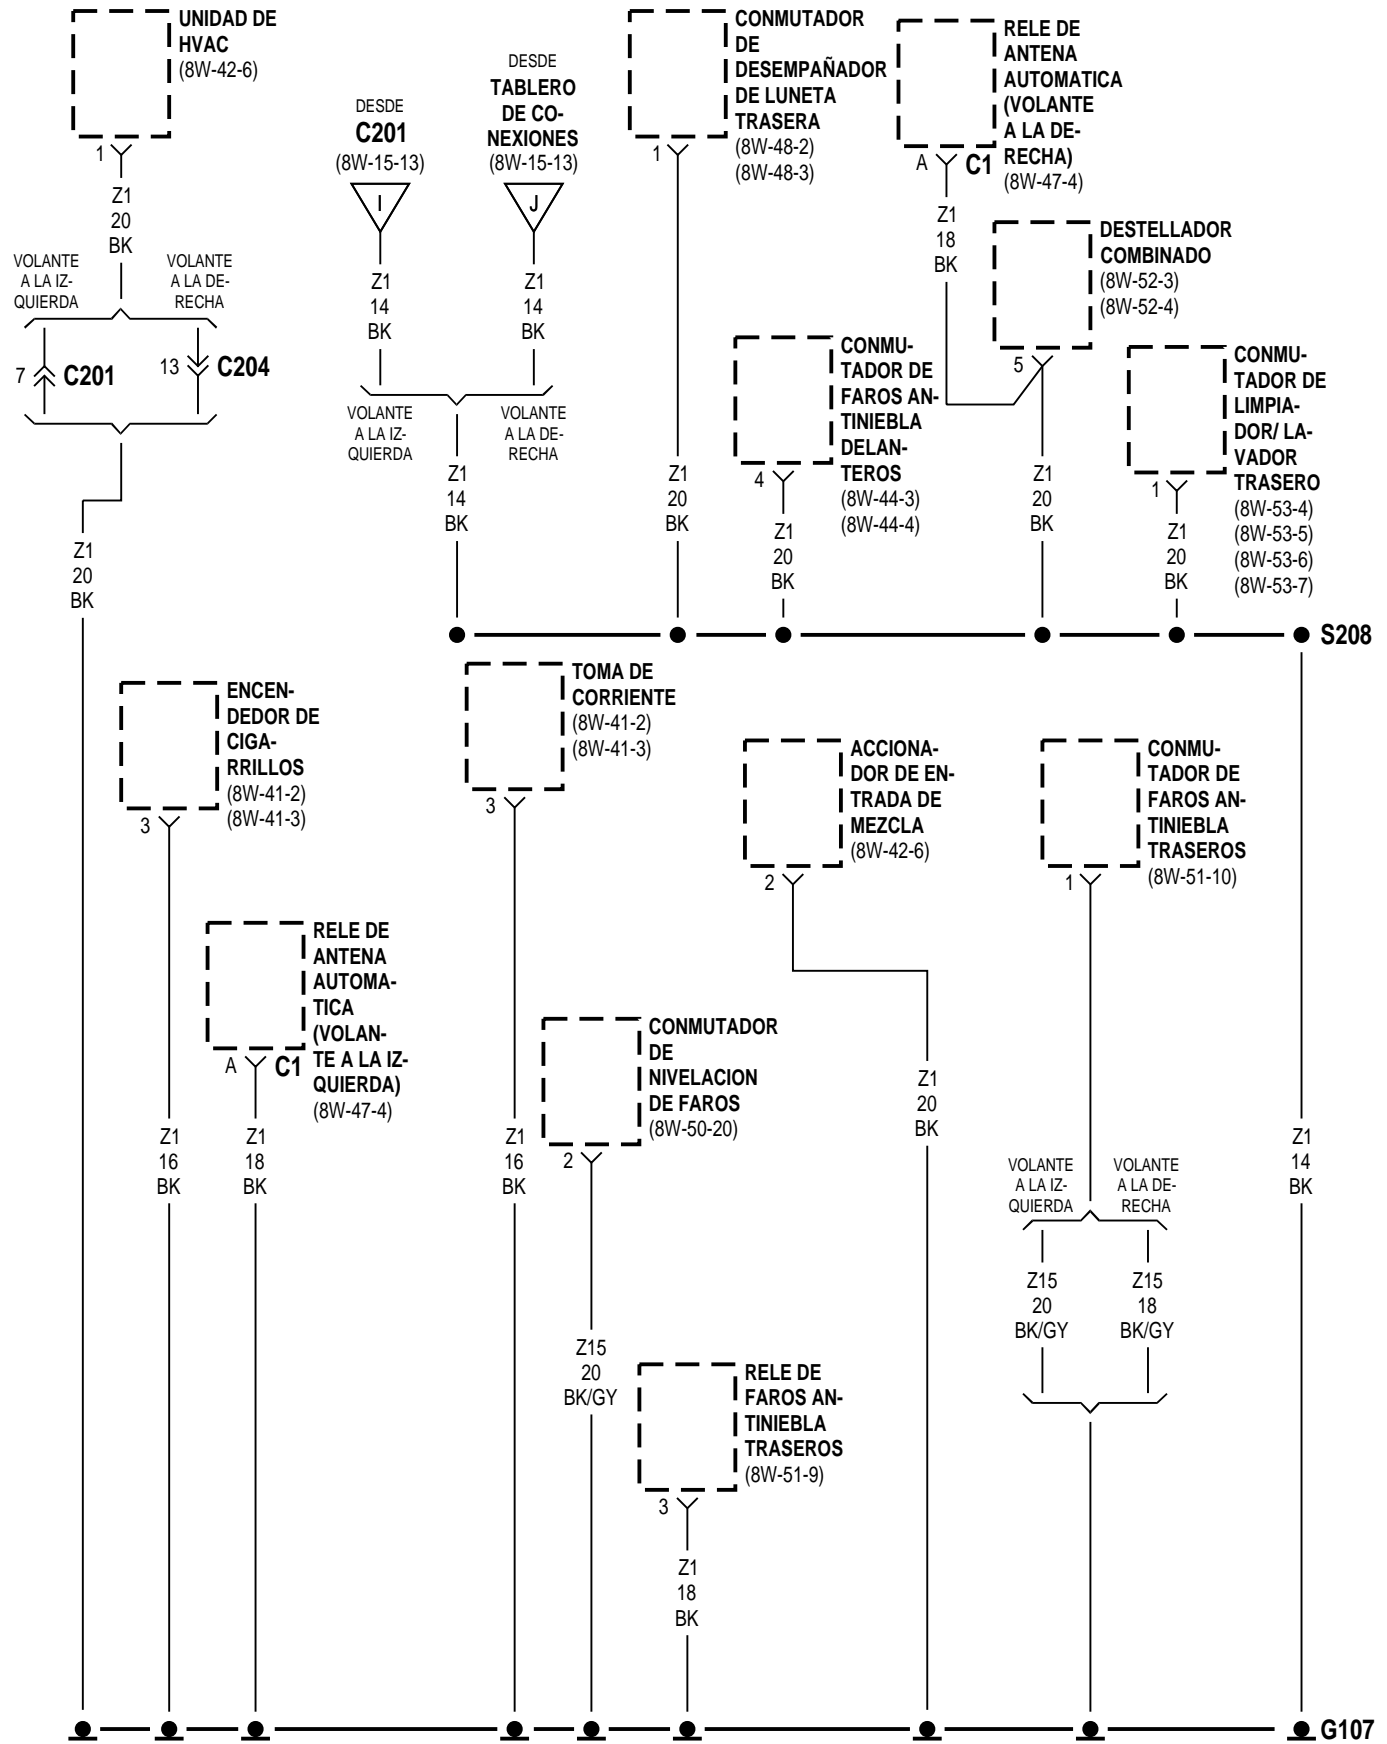 UNIDAD DE
HVAC
(8W-42-6)
1
Z1
20
BK
VOLANTE
A LA IZ-
QUIERDA
VOLANTE
A LA DE-
RECHA
7
C201
13
C204
Z1
20
BK
DESDE
C201
(8W-15-13)
I
Z1
14
BK
DESDE
TABLERO
DE CO-
NEXIONES
(8W-15-13)
J
Z1
14
BK
VOLANTE
A LA IZ-
QUIERDA
VOLANTE
A LA DE-
RECHA
Z1
14
BK
CONMUTADOR
DE
DESEMPAÑADOR
DE LUNETA
TRASERA
(8W-48-2)
(8W-48-3)
1
Z1
20
BK
RELE DE
ANTENA
AUTOMATICA
(VOLANTE
A LA DE-
RECHA)
(8W-47-4)
A
C1
Z1
18
BK
DESTELLADOR
COMBINADO
(8W-52-3)
(8W-52-4)
5
Z1
20
BK
CONMU-
TADOR DE
FAROS AN-
TINIEBLA
DELAN-
TEROS
(8W-44-3)
(8W-44-4)
4
Z1
20
BK
CONMU-
TADOR DE
LIMPIA-
DOR/ LA-
VADOR
TRASERO
(8W-53-4)
(8W-53-5)
(8W-53-6)
(8W-53-7)
1
Z1
20
BK
S208
ENCEN-
DEDOR DE
CIGA-
RRILLOS
(8W-41-2)
(8W-41-3)
3
Z1
16
BK
RELE DE
ANTENA
AUTOMA-
TICA
(VOLAN-
TE A LA IZ-
QUIERDA)
(8W-47-4)
A
C1
Z1
18
BK
TOMA DE
CORRIENTE
(8W-41-2)
(8W-41-3)
3
Z1
16
BK
CONMUTADOR
DE
NIVELACION
DE FAROS
(8W-50-20)
2
Z15
20
BK/GY
RELE DE
FAROS AN-
TINIEBLA
TRASEROS
(8W-51-9)
3
Z1
18
BK
ACCIONA-
DOR DE EN-
TRADA DE
MEZCLA
(8W-42-6)
2
Z1
20
BK
CONMU-
TADOR DE
FAROS AN-
TINIEBLA
TRASEROS
(8W-51-10)
1
VOLANTE
A LA IZ-
QUIERDA
VOLANTE
A LA DE-
RECHA
Z15
20
BK/GY
Z15
18
BK/GY
Z1
14
BK
G107